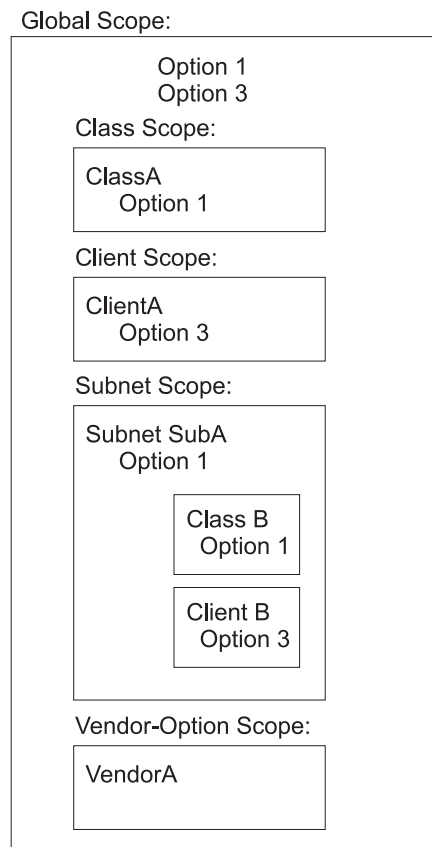 Global Scope:
Option 1
Option 3
Class Scope:
ClassA
Option 1
Client Scope:
ClientA
Option 3
Subnet Scope:
Subnet SubA
Option 1
Class B
Option 1
Client B
Option 3
Vendor-Option Scope:
VendorA